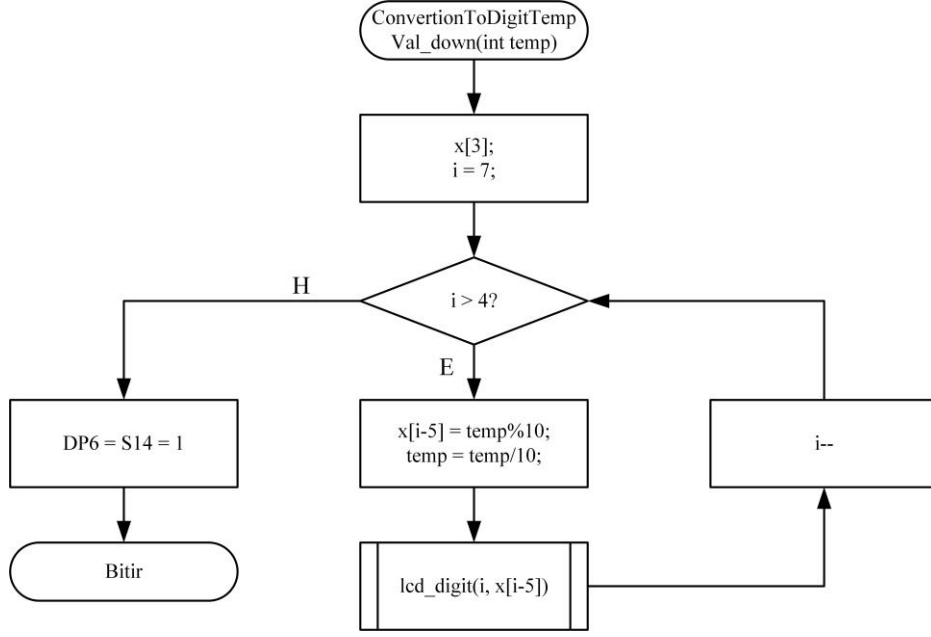 ConvertionToDigitTemp
Val_down(int temp)
x[3];
i = 7;
H
i > 4?
E
DP6 = S14 = 1
x[i-5] = temp%10;
temp = temp/10;
i--
Bitir
lcd_digit(i, x[i-5])